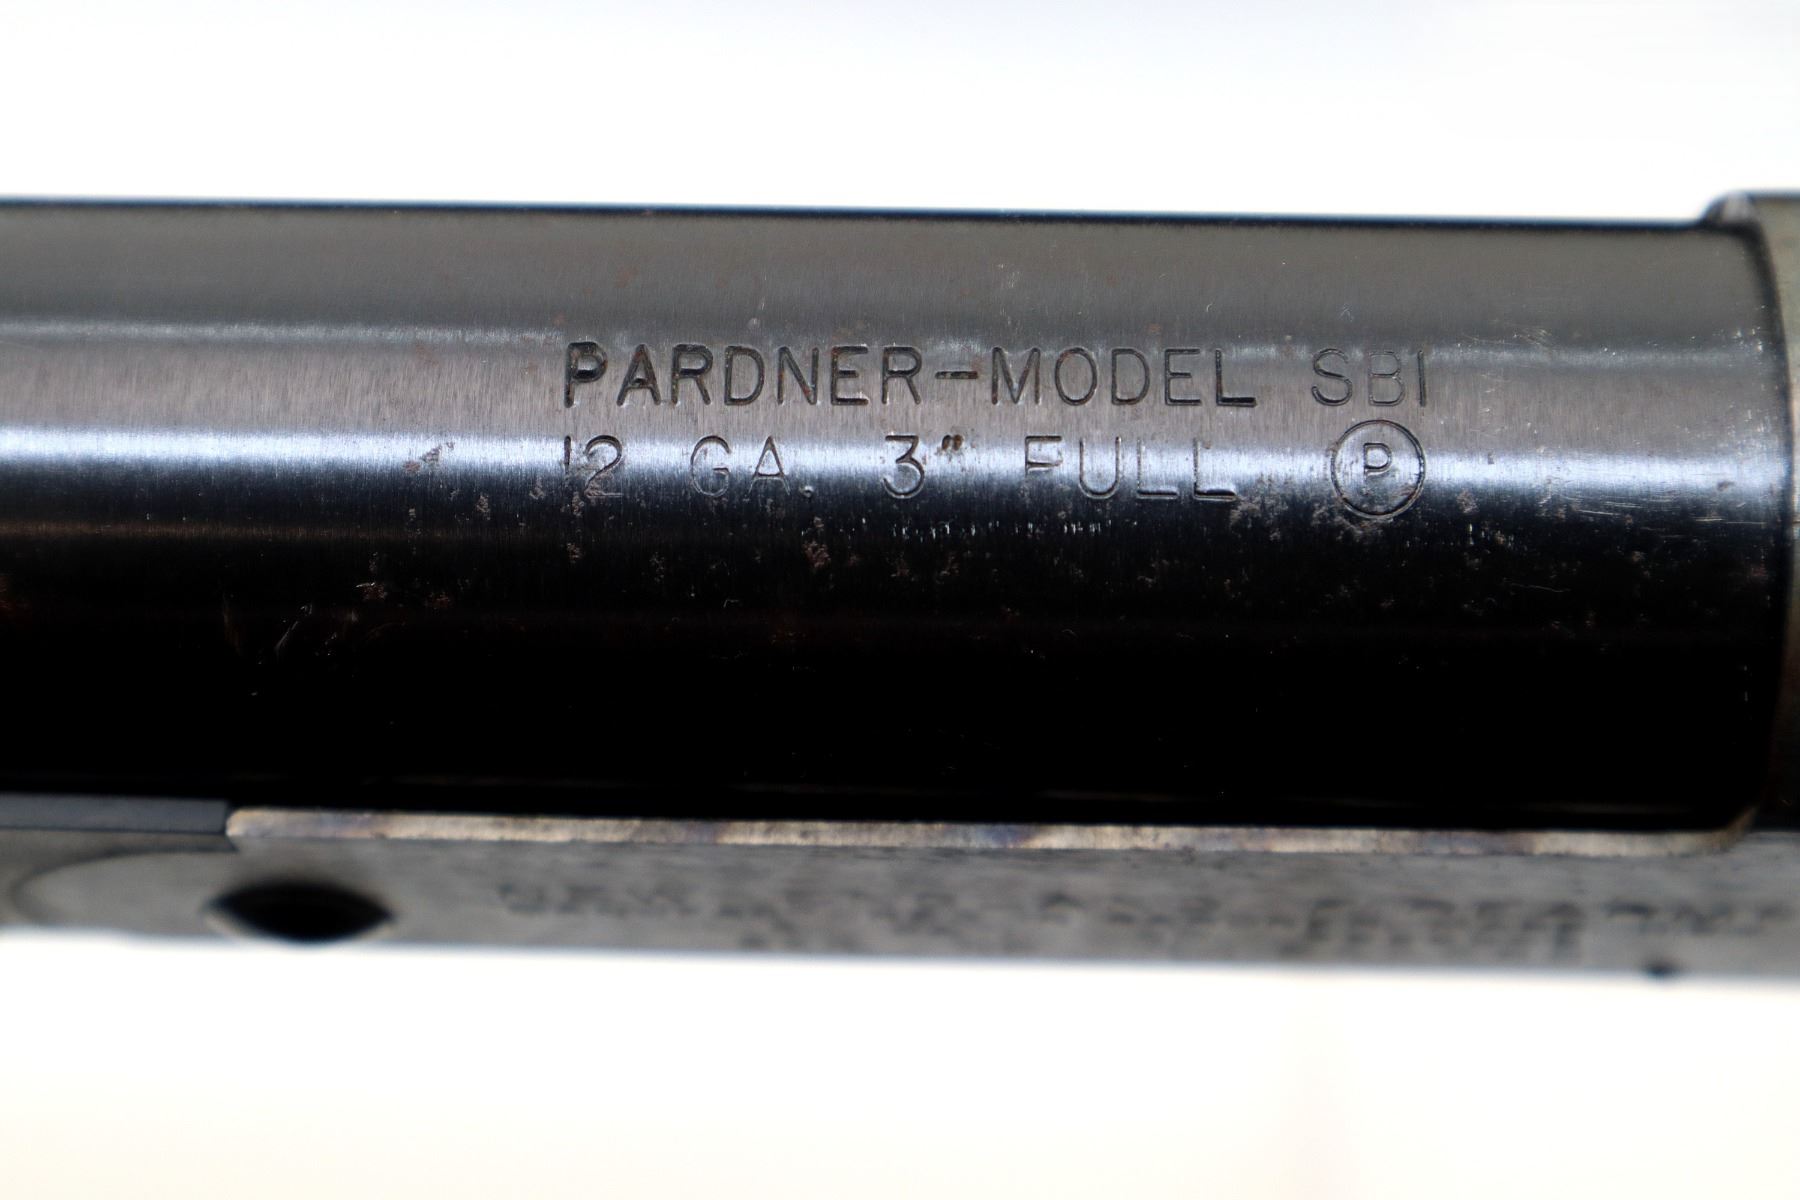 PARDNER-MODEL SB1
12 GA. 3" FULL Ⓟ